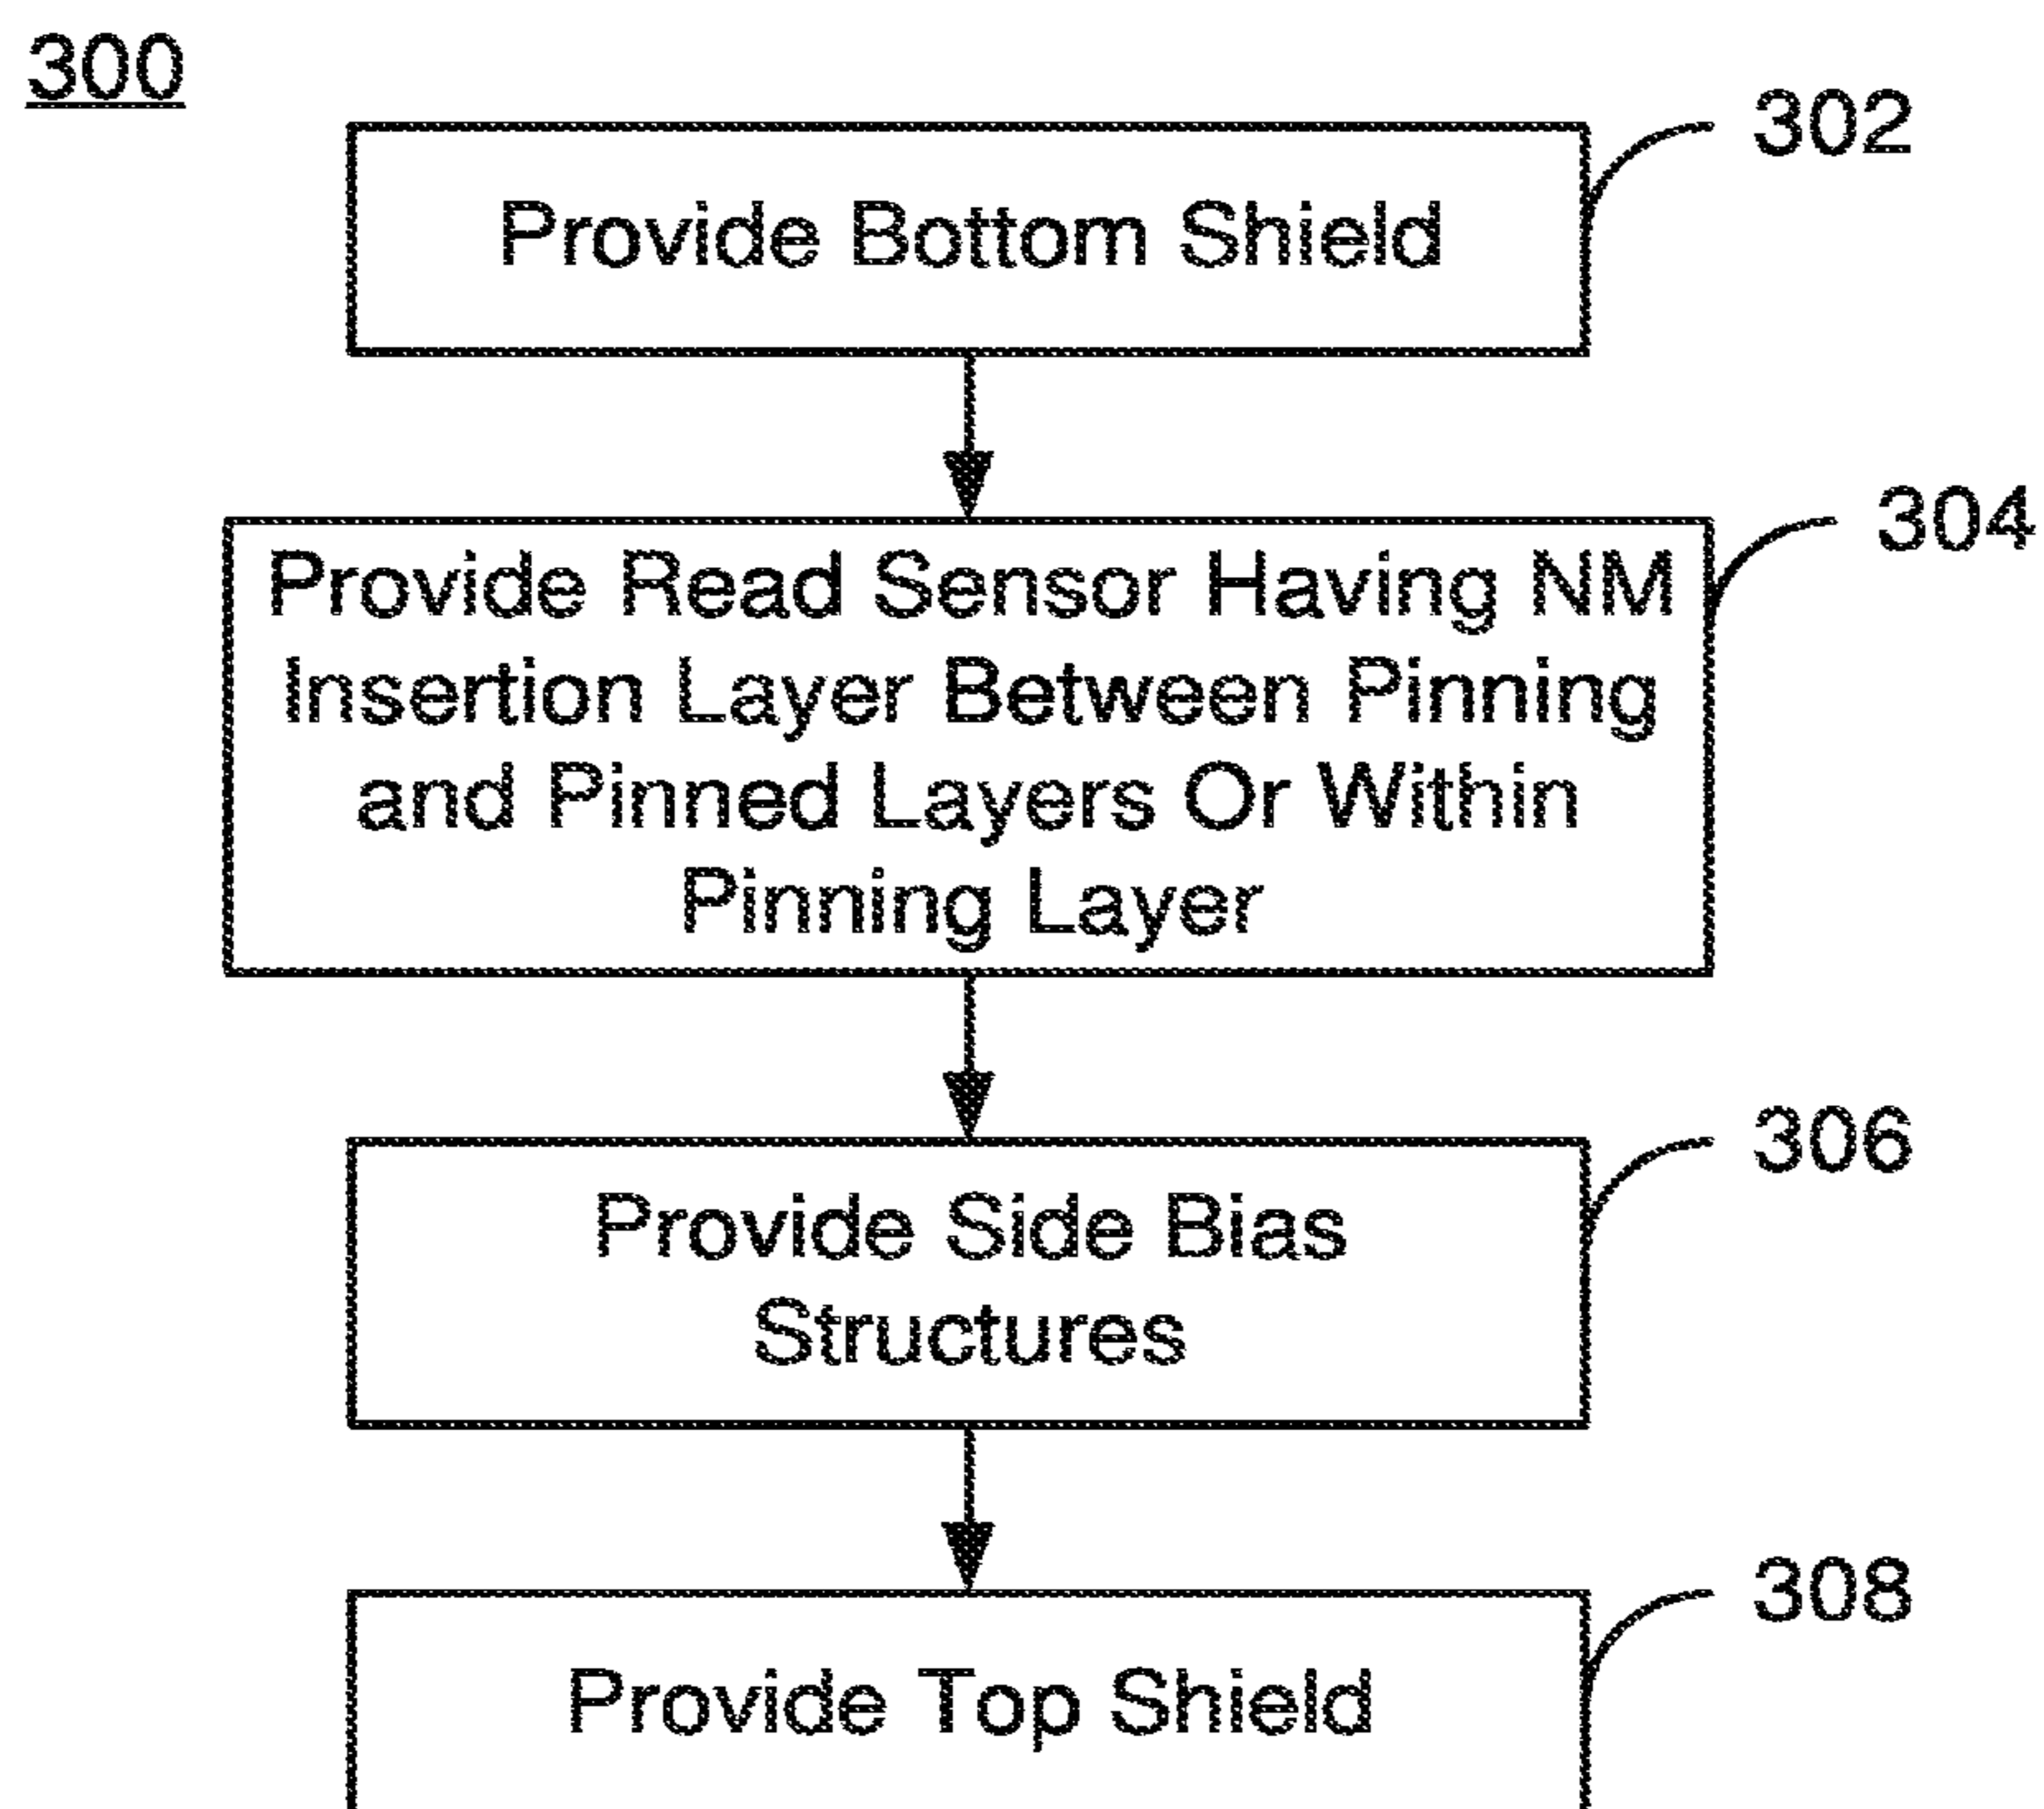 300
302
Provide Bottom Shield
304
Provide Read Sensor Having NM
Insertion Layer Between Pinning
and Pinned Layers Or Within
Pinning Layer
306
Provide Side Bias
Structures
308
Provide Top Shield